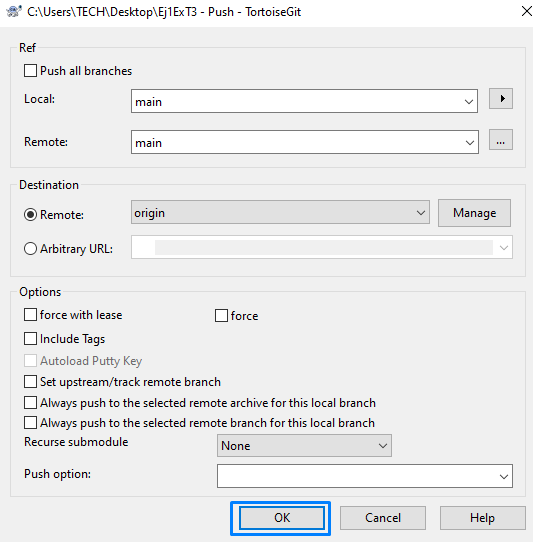 C:\Users\TECH\Desktop\Ej1ExT3 - Push - TortoiseGit
Ref
Push all branches
Local:
main
Remote:
main
...
Destination
Remote:
origin
Manage
Arbitrary URL:
Options
force with lease
force
Include Tags
Autoload Putty Key
Set upstream/track remote branch
Always push to the selected remote archive for this local branch
Always push to the selected remote branch for this local branch
Recurse submodule
None
Push option:
OK
Cancel
Help